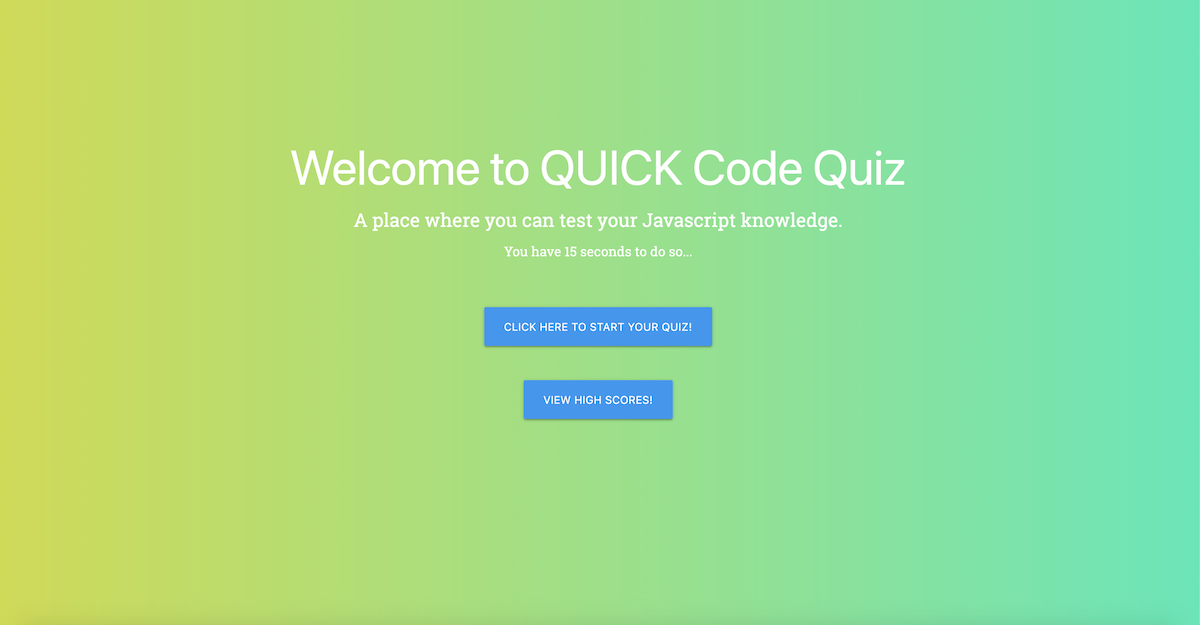 Welcome to QUICK Code Quiz
A place where you can test your Javascript knowledge.
You have 15 seconds to do so...
CLICK HERE TO START YOUR QUIZ!
VIEW HIGH SCORES!